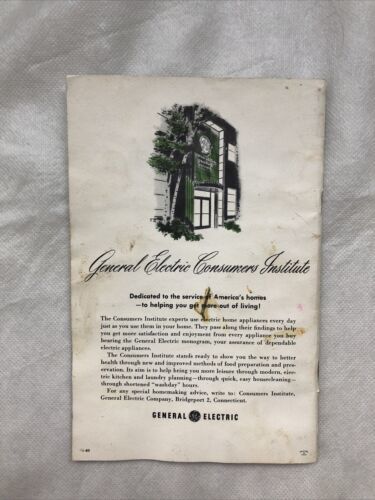 General Electric Consumers Institute
Dedicated to the service of America's homes
—to helping you get more out of living!
The Consumers Institute experts use electric home appliances every day
just as you use them in your home. They pass along their findings to help
you get more satisfaction and enjoyment from every appliance you buy
bearing the General Electric monogram, your assurance of dependable
electric appliances.
The Consumers Institute stands ready to show you the way to better
health through new and improved methods of food preparation and pres-
ervation. Its aim is to help bring you more leisure through modern, elec-
tric kitchen and laundry planning—through quick, easy housecleaning—
through shortened "washday" hours.
For any special homemaking advice, write to: Consumers Institute,
General Electric Company, Bridgeport 2, Connecticut.
GENERAL GE ELECTRIC